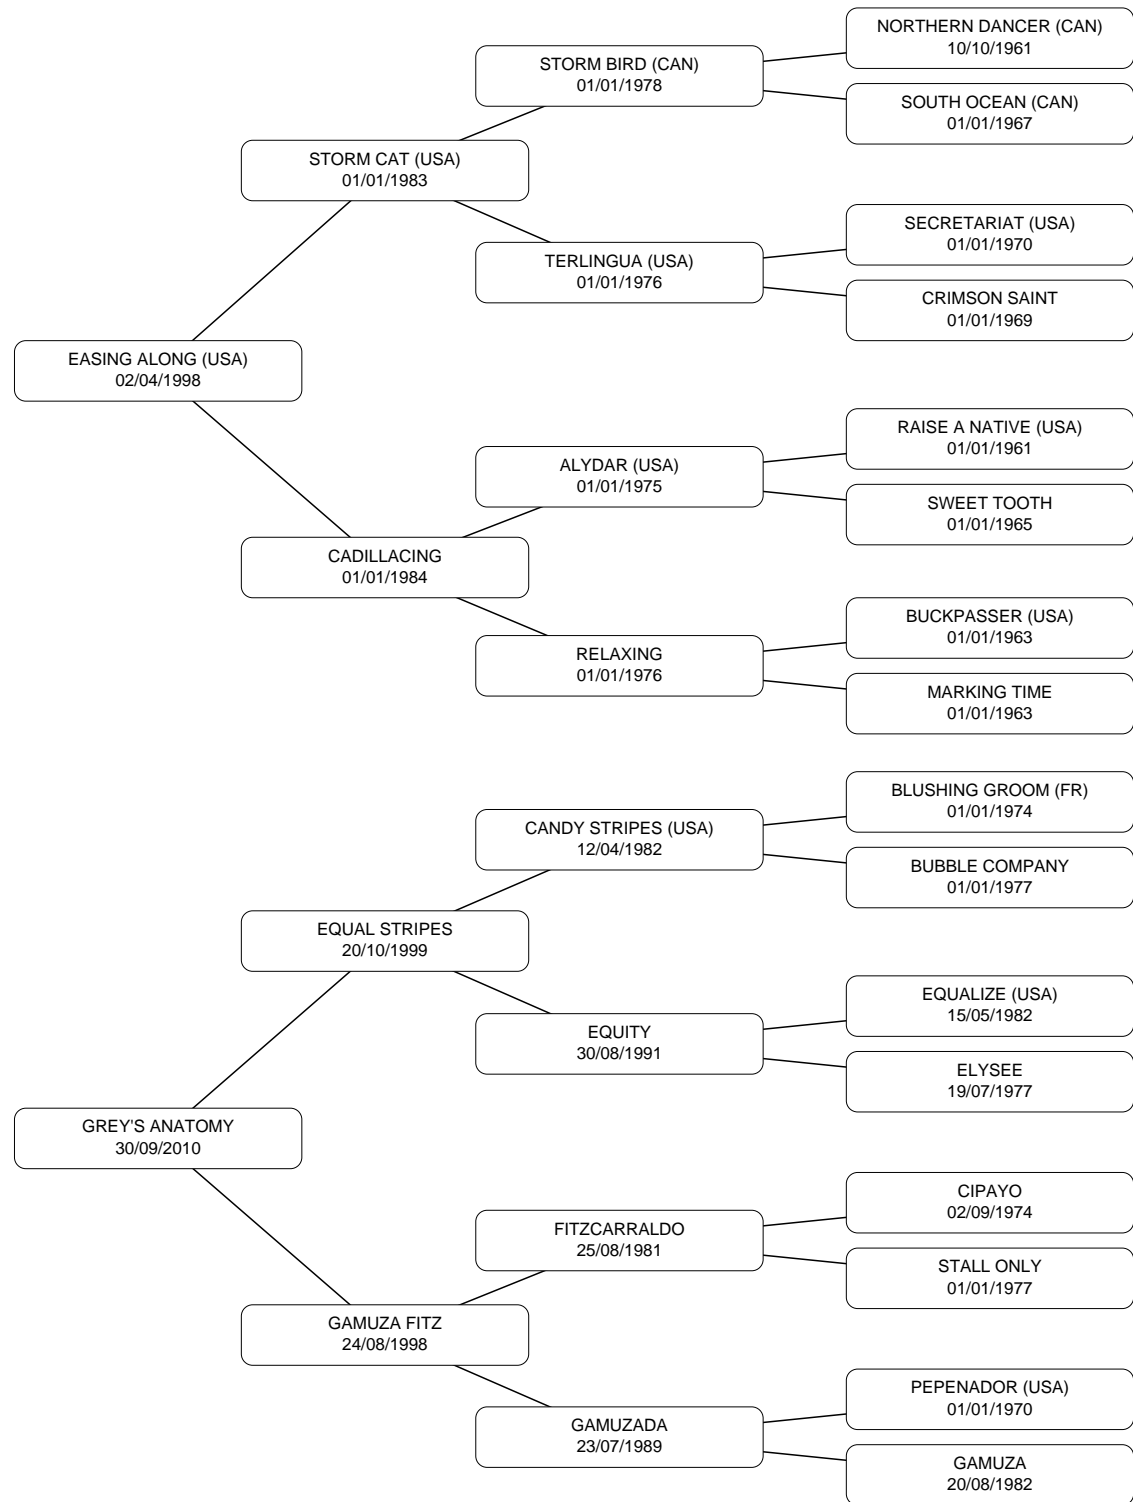 NORTHERN DANCER (CAN)
10/10/1961
STORM BIRD (CAN)
01/01/1978
SOUTH OCEAN (CAN)
01/01/1967
STORM CAT (USA)
01/01/1983
SECRETARIAT (USA)
01/01/1970
TERLINGUA (USA)
01/01/1976
CRIMSON SAINT
01/01/1969
EASING ALONG (USA)
02/04/1998
RAISE A NATIVE (USA)
01/01/1961
ALYDAR (USA)
01/01/1975
SWEET TOOTH
01/01/1965
CADILLACING
01/01/1984
BUCKPASSER (USA)
01/01/1963
RELAXING
01/01/1976
MARKING TIME
01/01/1963
BLUSHING GROOM (FR)
01/01/1974
CANDY STRIPES (USA)
12/04/1982
BUBBLE COMPANY
01/01/1977
EQUAL STRIPES
20/10/1999
EQUALIZE (USA)
15/05/1982
EQUITY
30/08/1991
ELYSEE
19/07/1977
GREY'S ANATOMY
30/09/2010
CIPAYO
02/09/1974
FITZCARRALDO
25/08/1981
STALL ONLY
01/01/1977
GAMUZA FITZ
24/08/1998
PEPENADOR (USA)
01/01/1970
GAMUZADA
23/07/1989
GAMUZA
20/08/1982